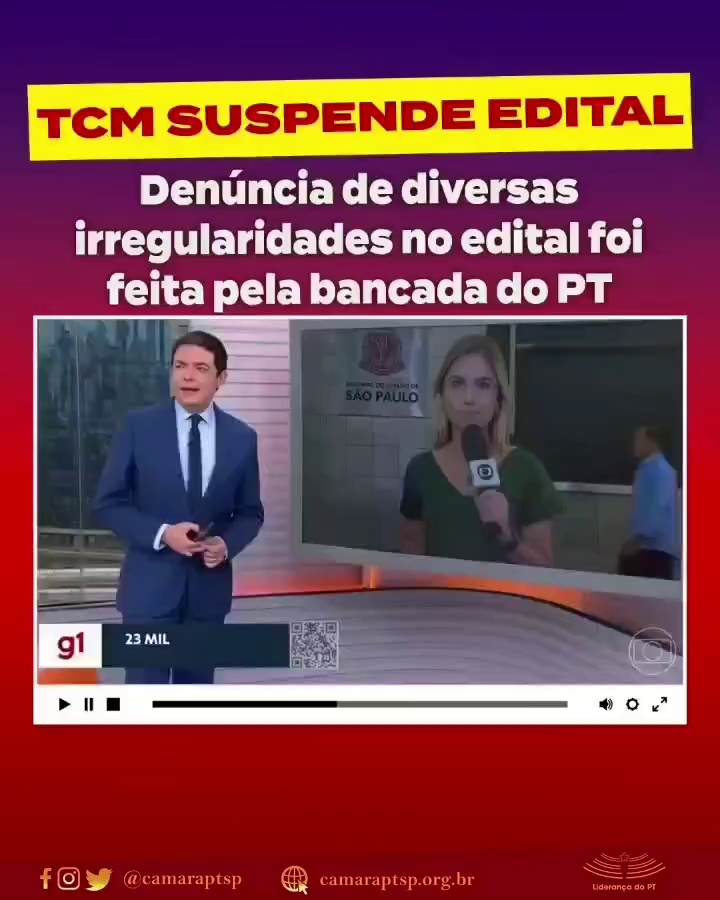 TCM SUSPENDE EDITAL
Denúncia de diversas
irregularidades no edital foi
feita pela bancada do PT
SÃO PAULO
g1
23 MIL
@camaraptsp
camaraptsp.org.br
Liderança do PT